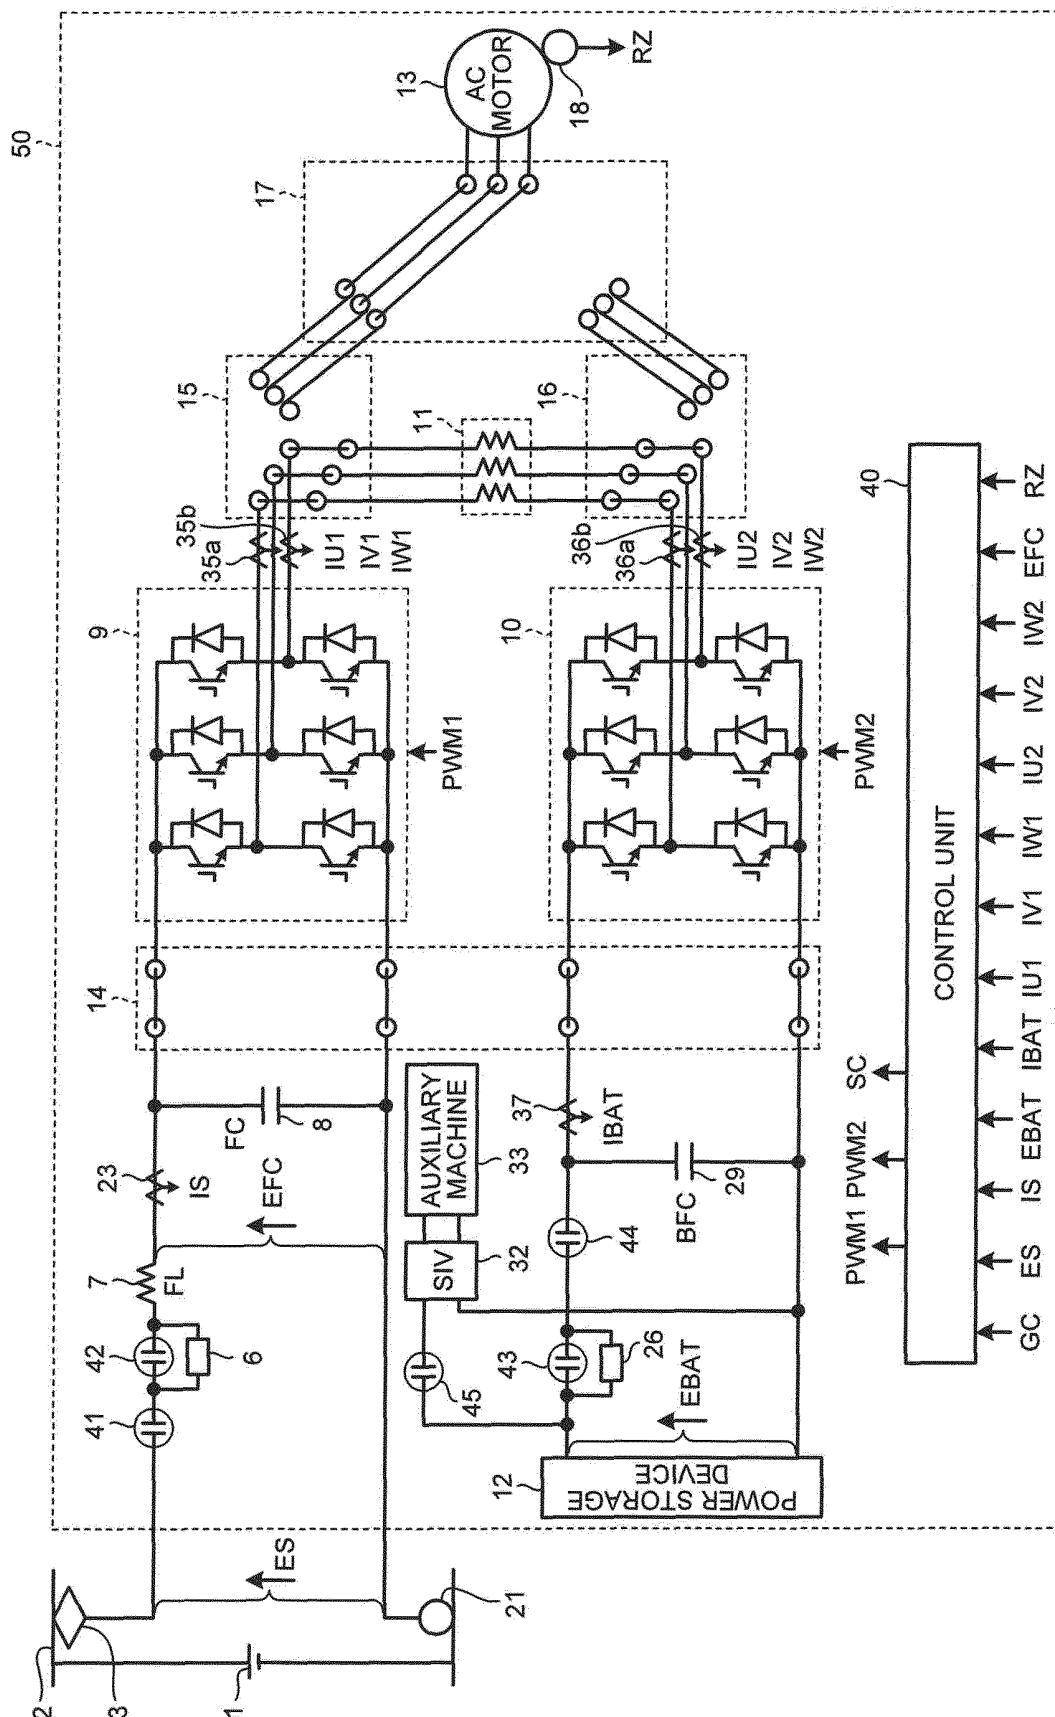 50
2
3
1
ES
21
41
42
6
7
FL
23
IS
EFC
FC
8
14
9
PWM1
35a
35b
IU1
IV1
IW1
15
11
16
17
13
AC
MOTOR
18
RZ
12
POWER STORAGE
DEVICE
EBAT
45
43
26
SIV
32
AUXILIARY
MACHINE
33
44
BFC
29
37
IBAT
10
PWM2
36b
36a
IU2
IV2
IW2
40
CONTROL UNIT
PWM1
PWM2
SC
GC
ES
IS
EBAT
IBAT
IU1
IV1
IW1
IU2
IV2
IW2
EFC
RZ